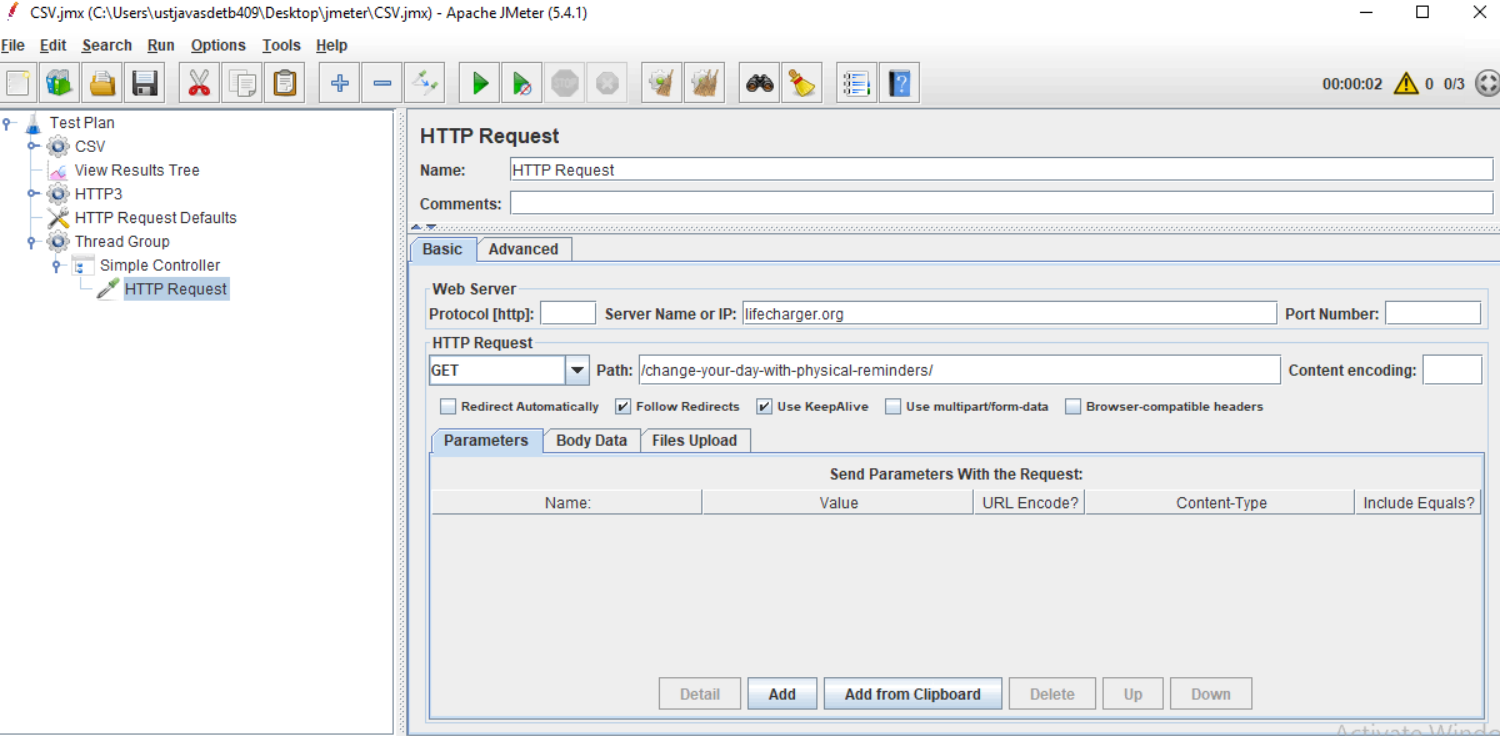 CSV.jmx (C:\Users\ustjavasdetb409\Desktop\jmeter\CSV.jmx) - Apache JMeter (5.4.1)
File Edit Search Run Options Tools Help
00:00:02 0 0/3
Test Plan
CSV
View Results Tree
HTTP3
HTTP Request Defaults
Thread Group
Simple Controller
HTTP Request
HTTP Request
Name: HTTP Request
Comments:
Basic Advanced
Web Server
Protocol [http]: Server Name or IP: lifecharger.org Port Number:
HTTP Request
GET Path: /change-your-day-with-physical-reminders/ Content encoding:
Redirect Automatically Follow Redirects Use KeepAlive Use multipart/form-data Browser-compatible headers
Parameters Body Data Files Upload
Send Parameters With the Request:
Name: Value URL Encode? Content-Type Include Equals?
Detail Add Add from Clipboard Delete Up Down